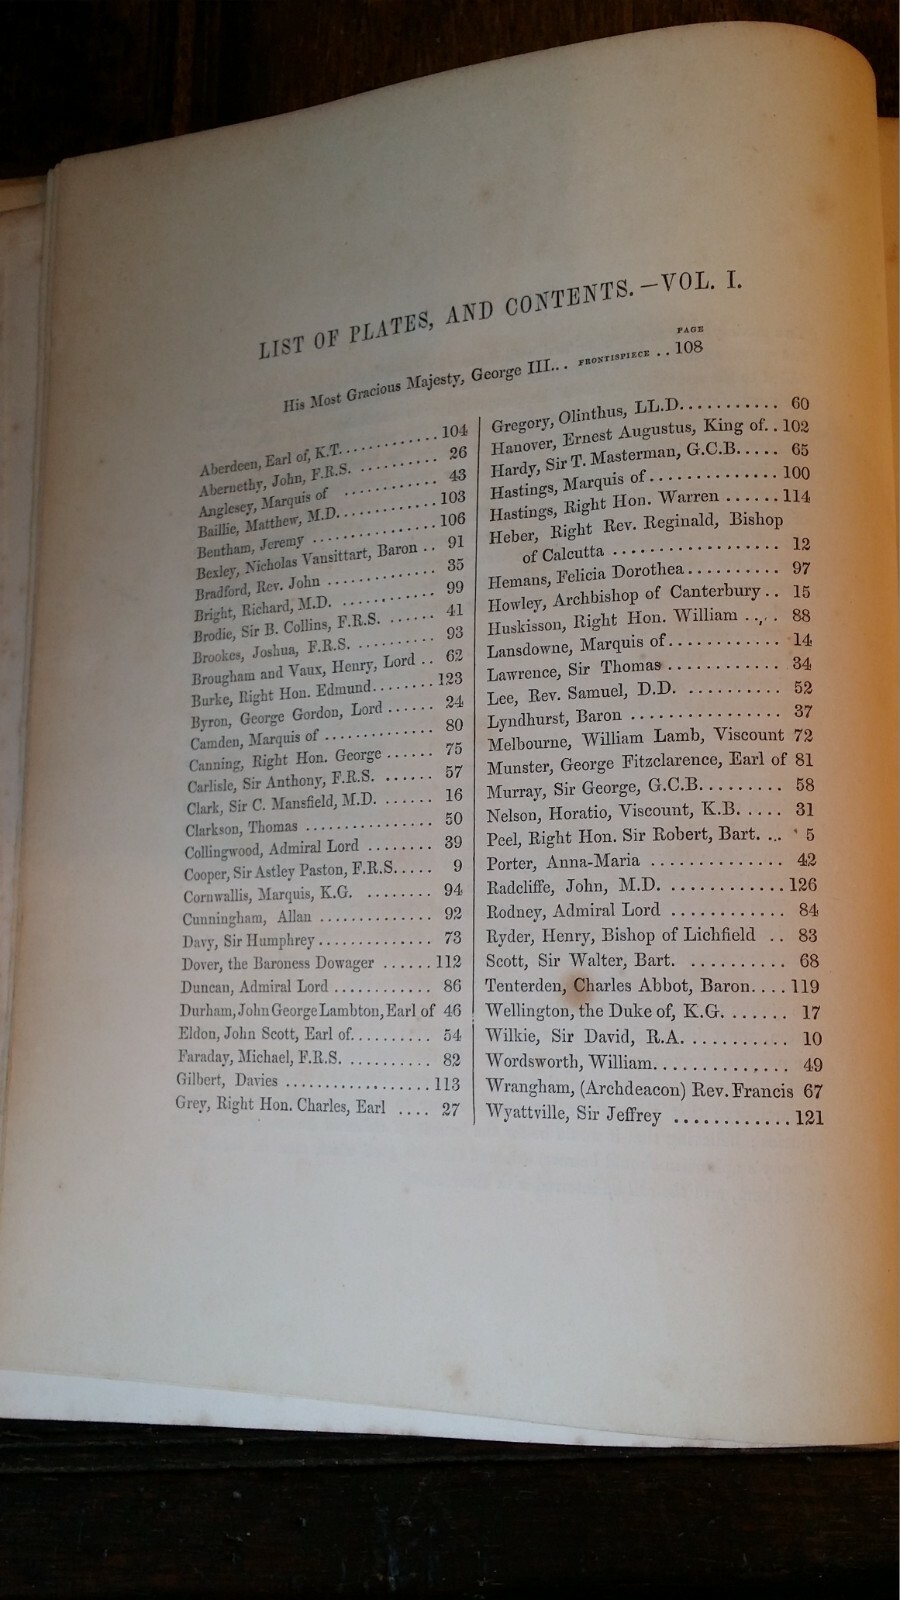 LIST OF PLATES, AND CONTENTS.—VOL. I.
PAGE
His Most Gracious Majesty, George III... FRONTISPIECE .. 108
Aberdeen, Earl of, K.T. ............ 104
Abernethy, John, F.R.S. .......... 26
Anglesey, Marquis of .......... 43
Baillie, Matthew, M.D. ............ 103
Bentham, Jeremy ............... 106
Bexley, Nicholas Vansittart, Baron .. 91
Bradford, Rev. John ............. 35
Bright, Richard, M.D. ............ 99
Brodie, Sir B. Collins, F.R.S. ...... 41
Brookes, Joshua, F.R.S. .......... 93
Brougham and Vaux, Henry, Lord .. 62
Burke, Right Hon. Edmund ........ 123
Byron, George Gordon, Lord ...... 24
Camden, Marquis of ............. 80
Canning, Right Hon. George ...... 75
Carlisle, Sir Anthony, F.R.S. ...... 57
Clark, Sir C. Mansfield, M.D. ...... 16
Clarkson, Thomas ............... 50
Collingwood, Admiral Lord ........ 39
Cooper, Sir Astley Paston, F.R.S. .... 9
Cornwallis, Marquis, K.G. ........ 94
Cunningham, Allan .............. 92
Davy, Sir Humphrey .............. 73
Dover, the Baroness Dowager ...... 112
Duncan, Admiral Lord ............ 86
Durham, John George Lambton, Earl of 46
Eldon, John Scott, Earl of .......... 54
Faraday, Michael, F.R.S. .......... 82
Gilbert, Davies .................. 113
Grey, Right Hon. Charles, Earl .... 27
Gregory, Olinthus, LL.D. .......... 60
Hanover, Ernest Augustus, King of .. 102
Hardy, Sir T. Masterman, G.C.B. .... 65
Hastings, Marquis of .............. 100
Hastings, Right Hon. Warren ...... 114
Heber, Right Rev. Reginald, Bishop
of Calcutta .................. 12
Hemans, Felicia Dorothea .......... 97
Howley, Archbishop of Canterbury .. 15
Huskisson, Right Hon. William .... 88
Lansdowne, Marquis of ............ 14
Lawrence, Sir Thomas ............ 34
Lee, Rev. Samuel, D.D. .......... 52
Lyndhurst, Baron ................ 37
Melbourne, William Lamb, Viscount 72
Munster, George Fitzclarence, Earl of 81
Murray, Sir George, G.C.B. ........ 58
Nelson, Horatio, Viscount, K.B. .... 31
Peel, Right Hon. Sir Robert, Bart. ... 5
Porter, Anna-Maria .............. 42
Radcliffe, John, M.D. ............ 126
Rodney, Admiral Lord ............ 84
Ryder, Henry, Bishop of Lichfield .. 83
Scott, Sir Walter, Bart. .......... 68
Tenterden, Charles Abbot, Baron .... 119
Wellington, the Duke of, K.G. ...... 17
Wilkie, Sir David, R.A. .......... 10
Wordsworth, William .............. 49
Wrangham, (Archdeacon) Rev. Francis 67
Wyattville, Sir Jeffrey ............ 121